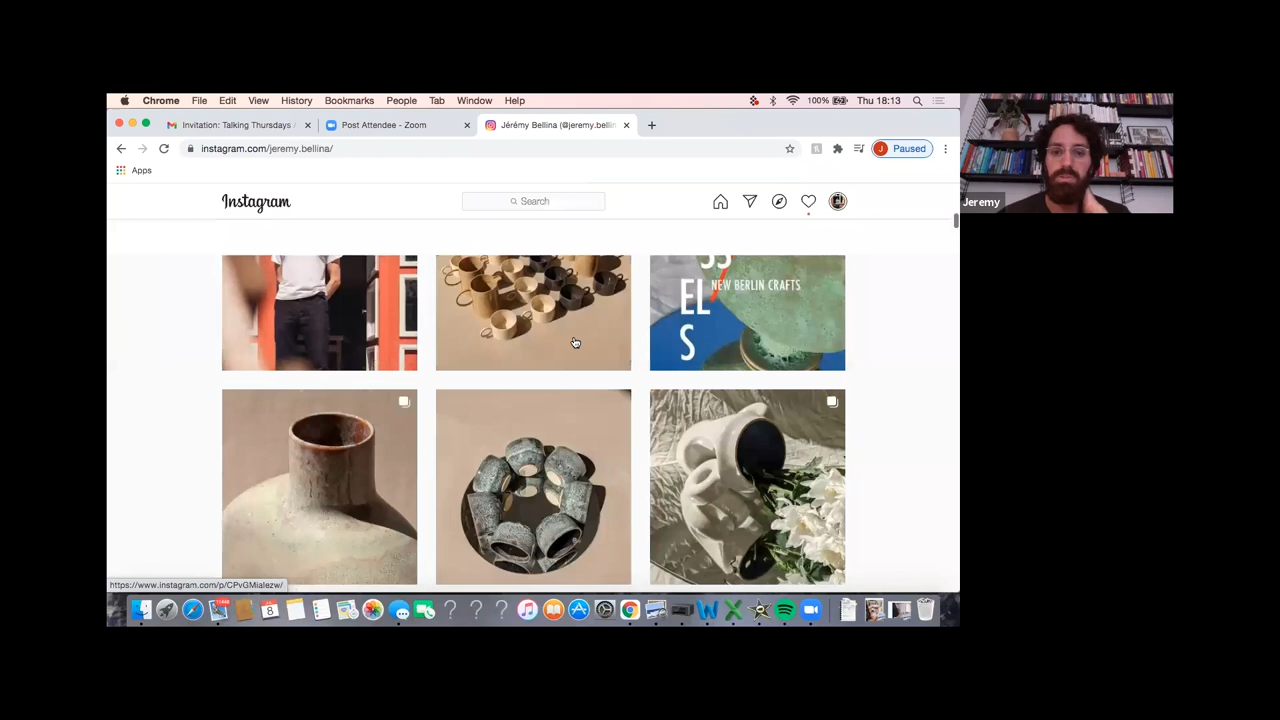 Chrome File Edit View History Bookmarks People Tab Window Help 100% Thu 18:13
Invitation: Talking Thursdays Post Attendee - Zoom Jérémy Bellina (@jeremy.bellin
instagram.com/jeremy.bellina/ J Paused
Apps
Jeremy
Instagram Search
SS
EL
S
NEW BERLIN CRAFTS
https://www.instagram.com/p/CPvGMialezw/
8